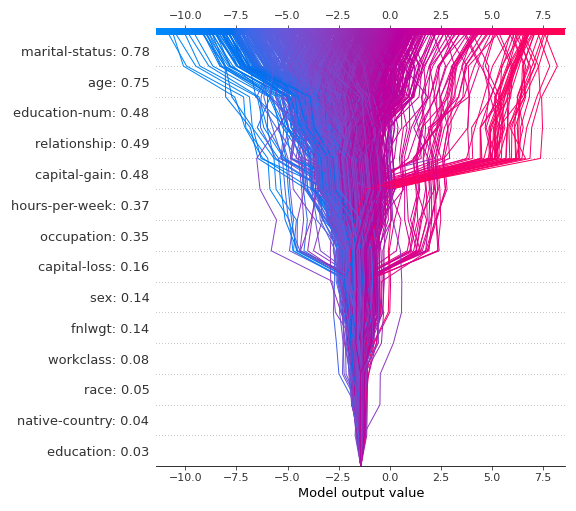 −10.0 −7.5 −5.0 −2.5 0.0 2.5 5.0 7.5
marital-status: 0.78
age: 0.75
education-num: 0.48
relationship: 0.49
capital-gain: 0.48
hours-per-week: 0.37
occupation: 0.35
capital-loss: 0.16
sex: 0.14
fnlwgt: 0.14
workclass: 0.08
race: 0.05
native-country: 0.04
education: 0.03
−10.0 −7.5 −5.0 −2.5 0.0 2.5 5.0 7.5
Model output value